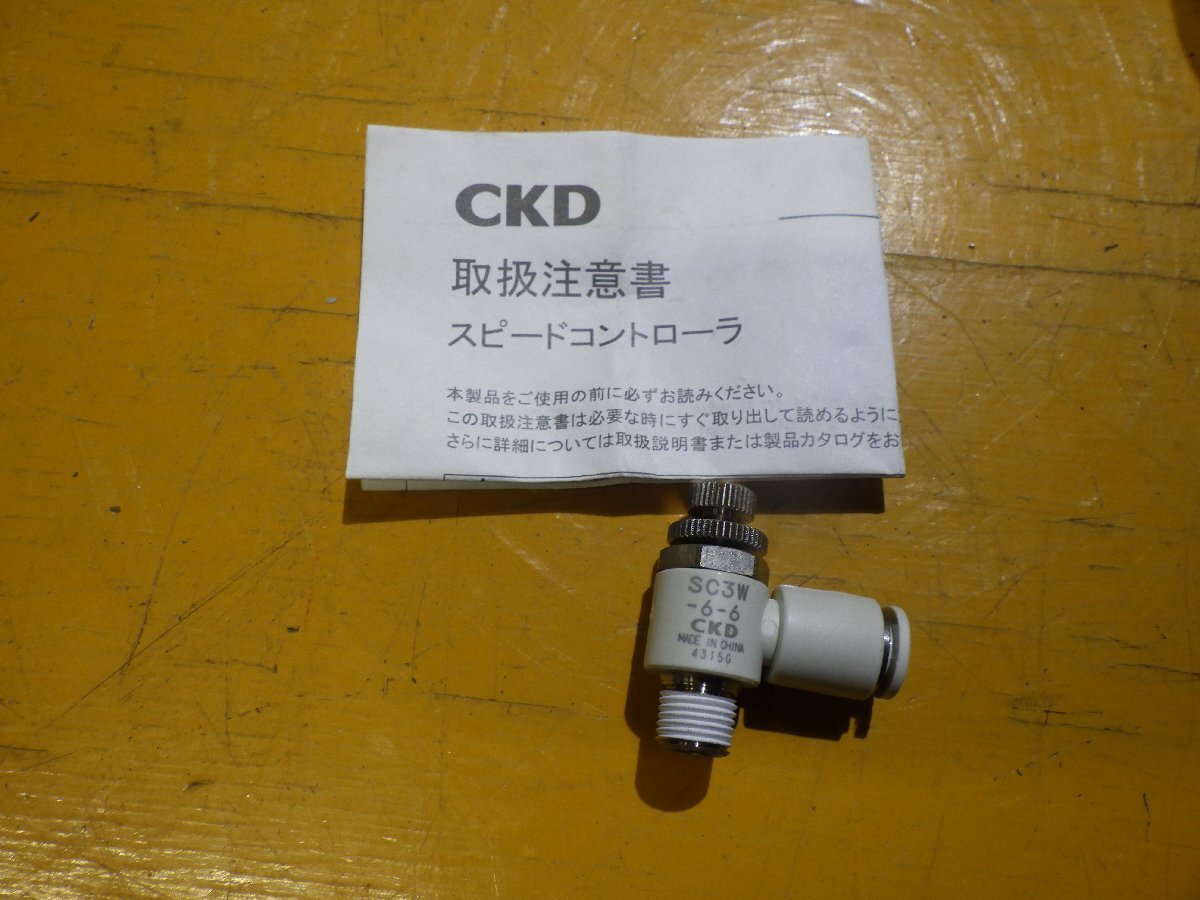 CKD
取扱注意書
スピードコントローラ
本製品をご使用の前に必ずお読みください。
この取扱注意書は必要な時にすぐ取り出して読めるように
さらに詳細については取扱説明書または製品カタログをお
SC3W
-6-6
CKD
MADE IN CHINA
4315G